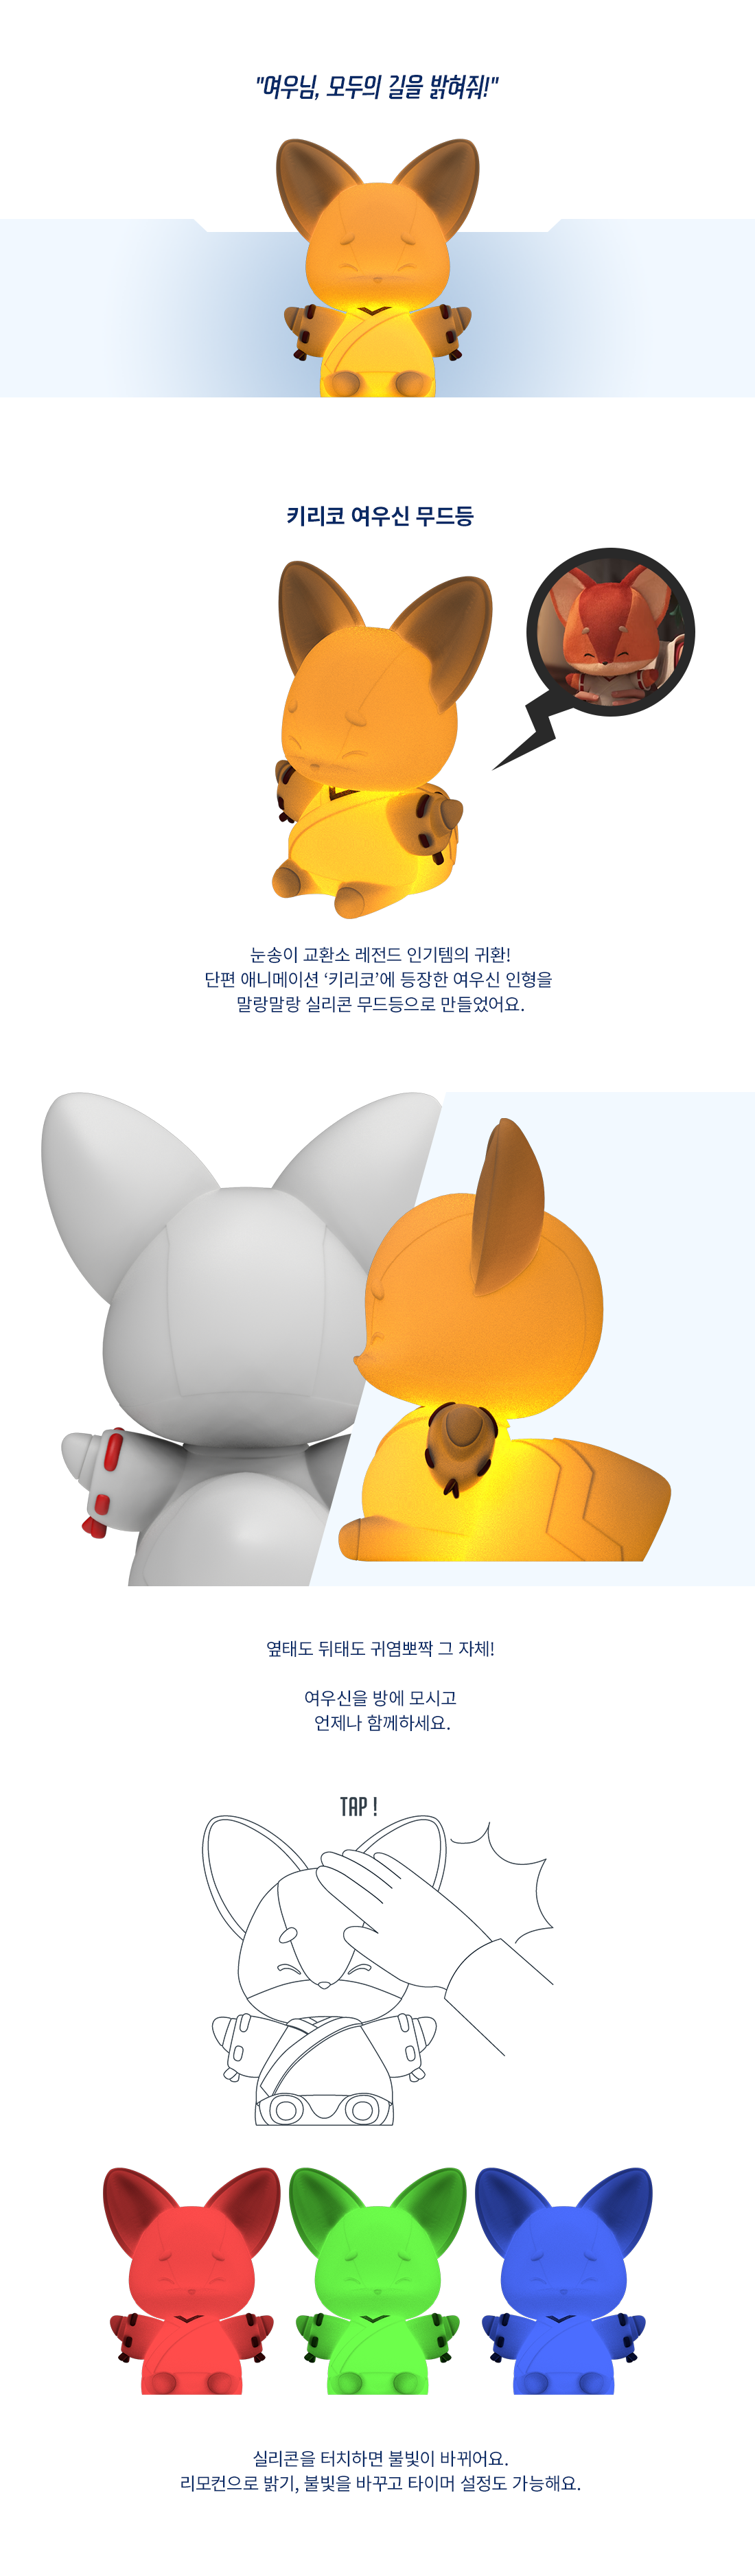 "여우님, 모두의 길을 밝혀줘!"
키리코 여우신 무드등
눈송이 교환소 레전드 인기템의 귀환!
단편 애니메이션 ‘키리코’에 등장한 여우신 인형을
말랑말랑 실리콘 무드등으로 만들었어요.
옆태도 뒤태도 귀염뽀짝 그 자체!
여우신을 방에 모시고
언제나 함께하세요.
TAP !
실리콘을 터치하면 불빛이 바뀌어요.
리모컨으로 밝기, 불빛을 바꾸고 타이머 설정도 가능해요.